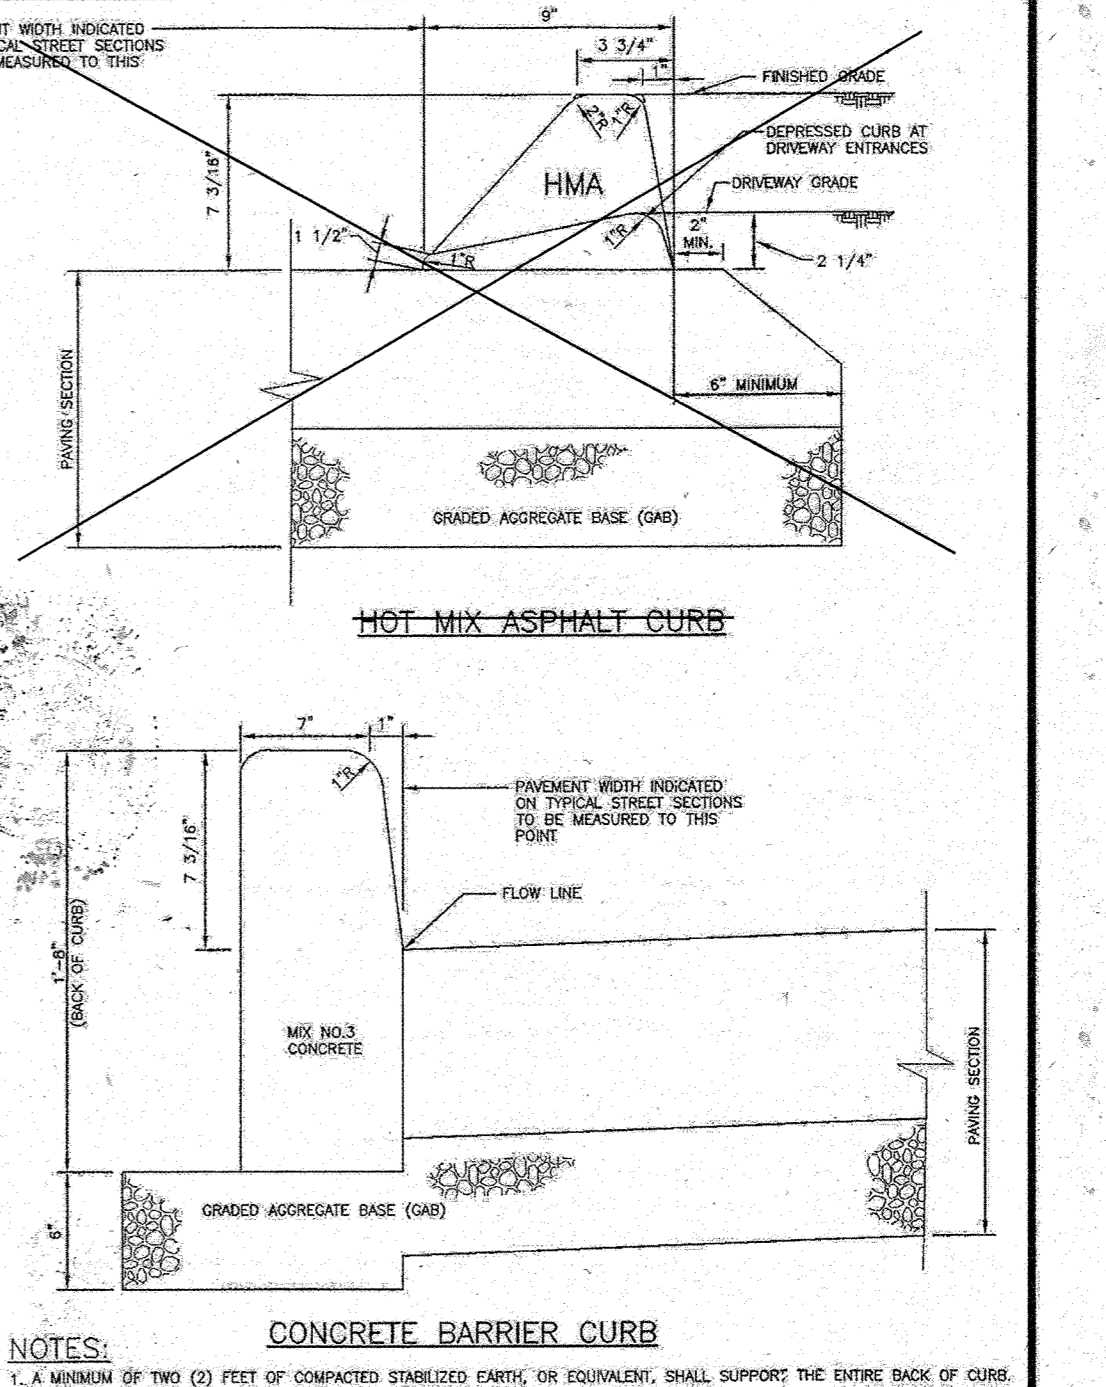 WIDTH INDICATED
STREET SECTIONS
MEASURED TO THIS
9"
3 3/4"
1"
FINISHED GRADE
2"R
1"R
DEPRESSED CURB AT
DRIVEWAY ENTRANCES
7 3/16"
HMA
DRIVEWAY GRADE
1 1/2"
1"R
1"R
2"
MIN.
2 1/4"
PAVING SECTION
6" MINIMUM
GRADED AGGREGATE BASE (GAB)
HOT MIX ASPHALT CURB
7"
1"
1"R
PAVEMENT WIDTH INDICATED
ON TYPICAL STREET SECTIONS
TO BE MEASURED TO THIS
POINT
7 3/16"
FLOW LINE
1'-8"
(BACK OF CURB)
MIX NO.3
CONCRETE
PAVING SECTION
GRADED AGGREGATE BASE (GAB)
6"
CONCRETE BARRIER CURB
NOTES:
1. A MINIMUM OF TWO (2) FEET OF COMPACTED STABILIZED EARTH, OR EQUIVALENT, SHALL SUPPORT THE ENTIRE BACK OF CURB.